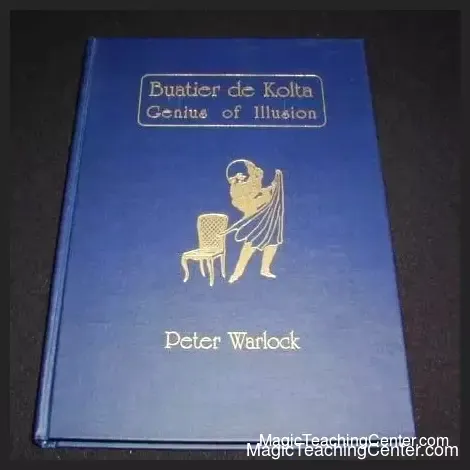 Buatier de Kolta
Genius of Illusion
Peter Warlock
MagicTeachingCenter.com
MagicTeachingCenter.com